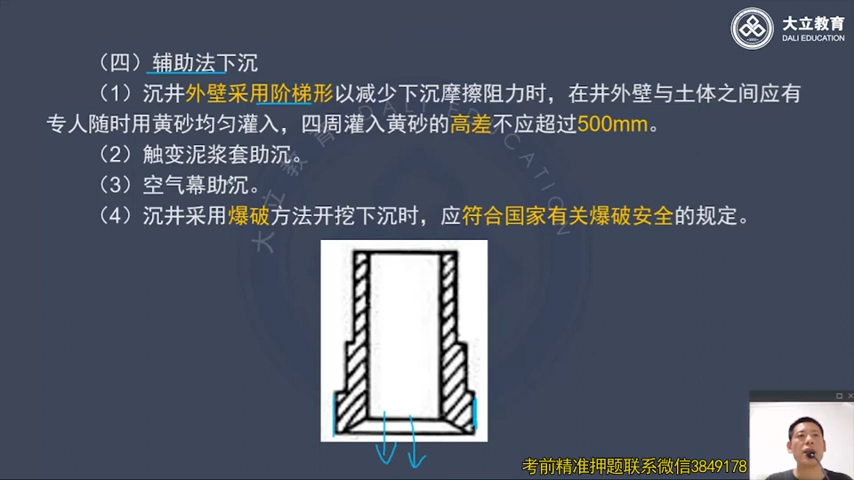 大立教育
DALI EDUCATION
（四）辅助法下沉
（1）沉井外壁采用阶梯形以减少下沉摩擦阻力时，在井外壁与土体之间应有
专人随时用黄砂均匀灌入，四周灌入黄砂的高差不应超过500mm。
（2）触变泥浆套助沉。
（3）空气幕助沉。
（4）沉井采用爆破方法开挖下沉时，应符合国家有关爆破安全的规定。
大立教育 DALI EDUCATION
考前精准押题联系微信3849178